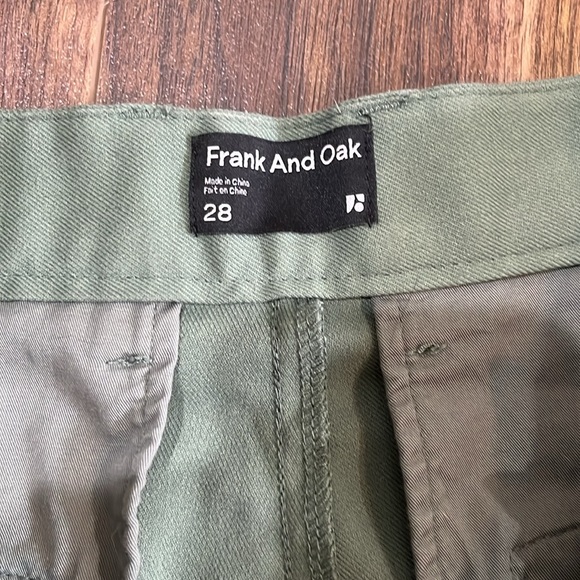 Frank And Oak
Made in China
Fait en Chine
28